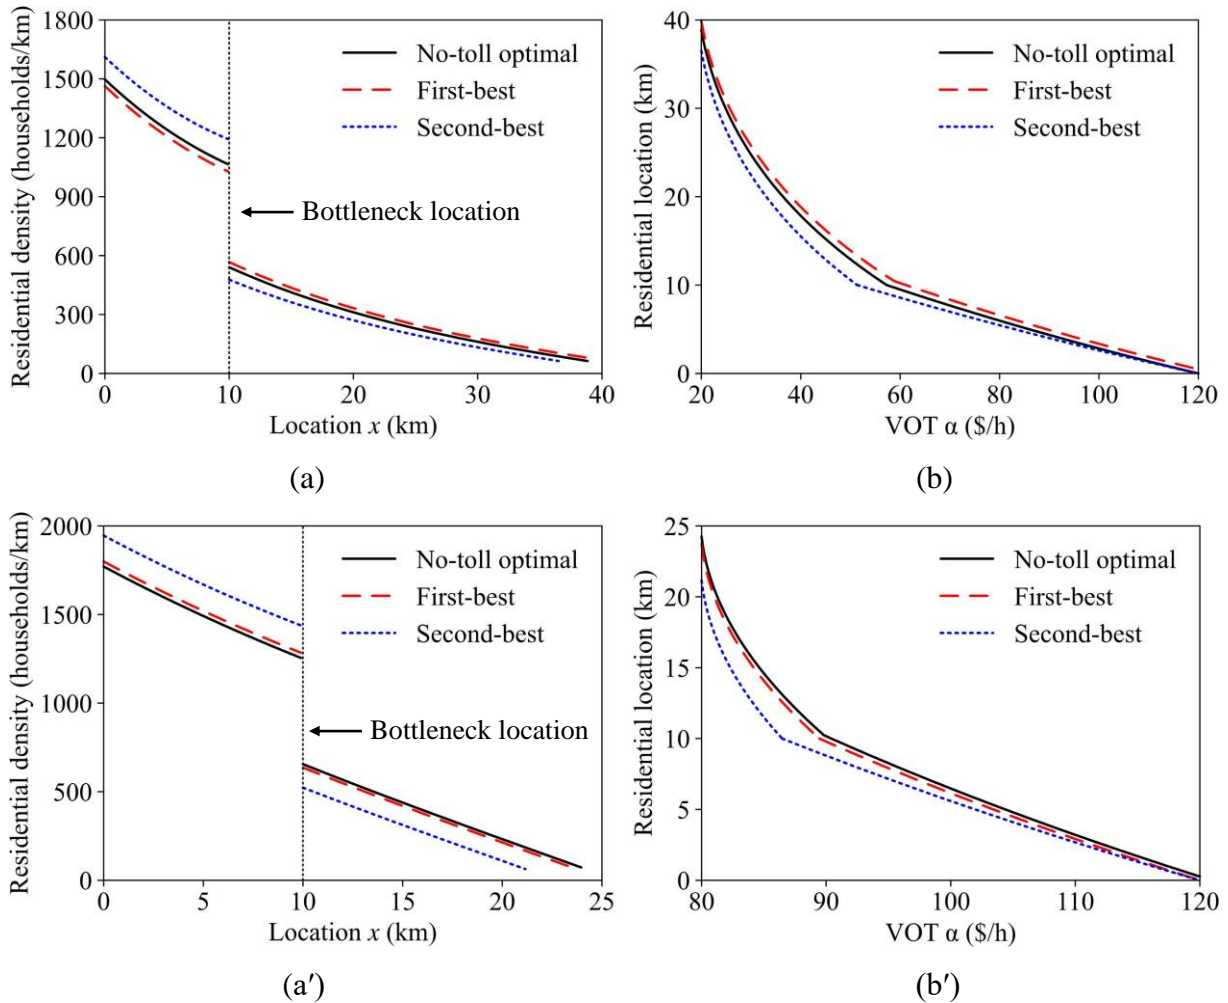 Residential density (households/km)
1800
1500
1200
900
600
300
0
No-toll optimal
First-best
Second-best
Bottleneck location
0 10 20 30 40
Location x (km)
(a)
Residential location (km)
40
30
20
10
0
No-toll optimal
First-best
Second-best
20 40 60 80 100 120
VOT α ($/h)
(b)
Residential density (households/km)
2000
1500
1000
500
0
No-toll optimal
First-best
Second-best
Bottleneck location
0 5 10 15 20 25
Location x (km)
(a′)
Residential location (km)
25
20
15
10
5
0
No-toll optimal
First-best
Second-best
80 90 100 110 120
VOT α ($/h)
(b′)